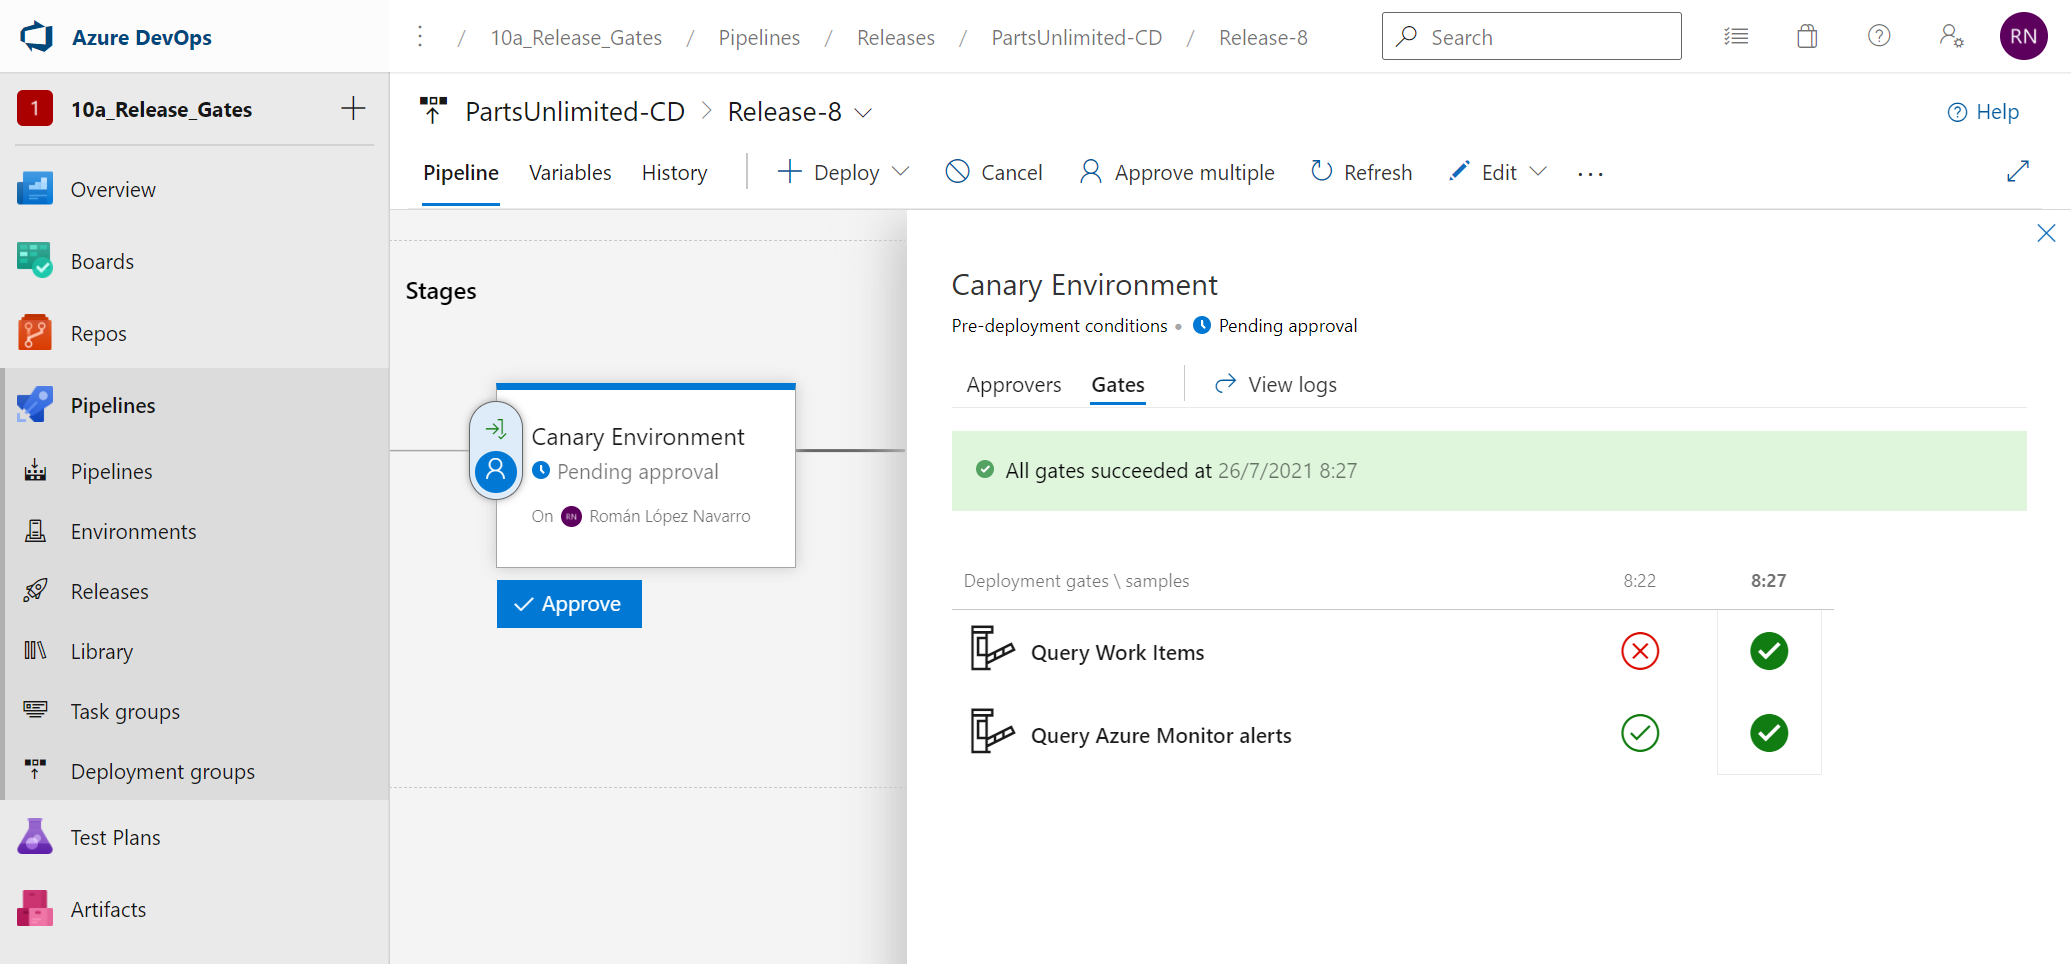 Azure DevOps
/ 10a_Release_Gates / Pipelines / Releases / PartsUnlimited-CD / Release-8
Search
RN
1 10a_Release_Gates
Overview
Boards
Repos
Pipelines
Pipelines
Environments
Releases
Library
Task groups
Deployment groups
Test Plans
Artifacts
PartsUnlimited-CD > Release-8
Help
Pipeline Variables History Deploy Cancel Approve multiple Refresh Edit ...
Stages
Canary Environment
Pending approval
On RN Román López Navarro
Approve
Canary Environment
Pre-deployment conditions • Pending approval
Approvers Gates View logs
All gates succeeded at 26/7/2021 8:27
Deployment gates \ samples 8:22 8:27
Query Work Items
Query Azure Monitor alerts